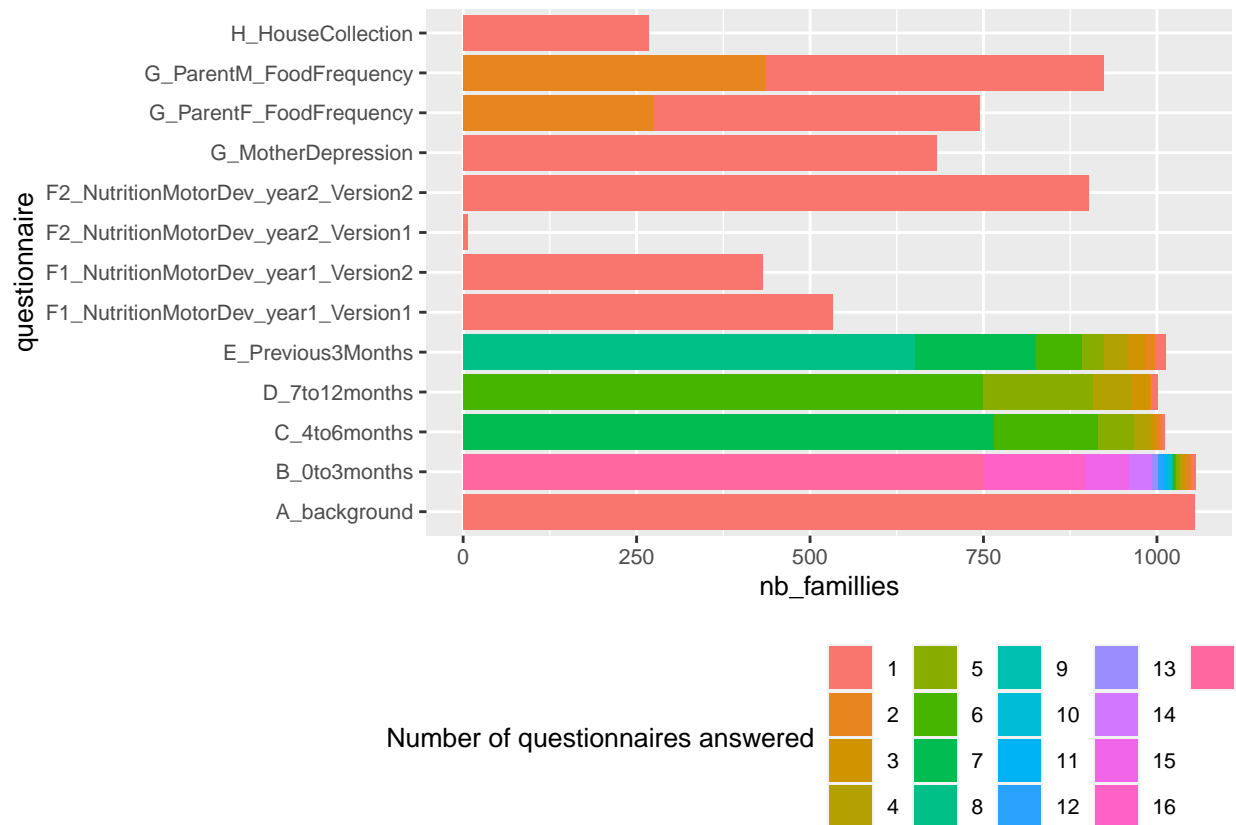 H_HouseCollection
G_ParentM_FoodFrequency
G_ParentF_FoodFrequency
G_MotherDepression
F2_NutritionMotorDev_year2_Version2
F2_NutritionMotorDev_year2_Version1
F1_NutritionMotorDev_year1_Version2
F1_NutritionMotorDev_year1_Version1
E_Previous3Months
D_7to12months
C_4to6months
B_0to3months
A_background
questionnaire
0 250 500 750 1000
nb_famillies
Number of questionnaires answered
1 5 9 13
2 6 10 14
3 7 11 15
4 8 12 16